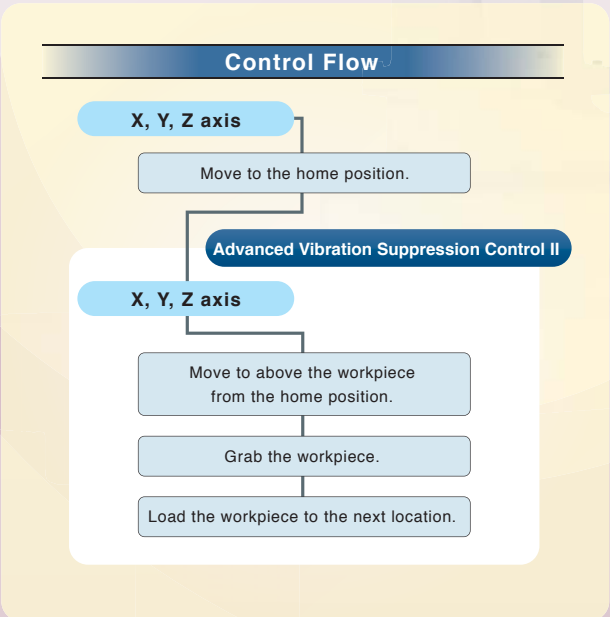 Control Flow
X, Y, Z axis
Move to the home position.
Advanced Vibration Suppression Control II
X, Y, Z axis
Move to above the workpiece
from the home position.
Grab the workpiece.
Load the workpiece to the next location.